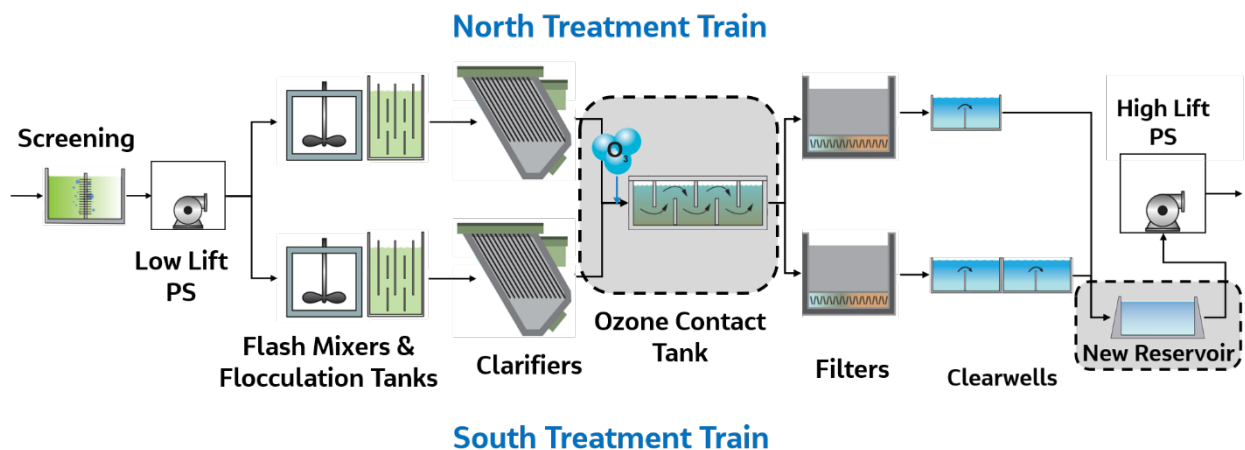 North Treatment Train
Screening
Low Lift
PS
Flash Mixers &
Flocculation Tanks
Clarifiers
O3
Ozone Contact
Tank
Filters
Clearwells
High Lift
PS
New Reservoir
South Treatment Train